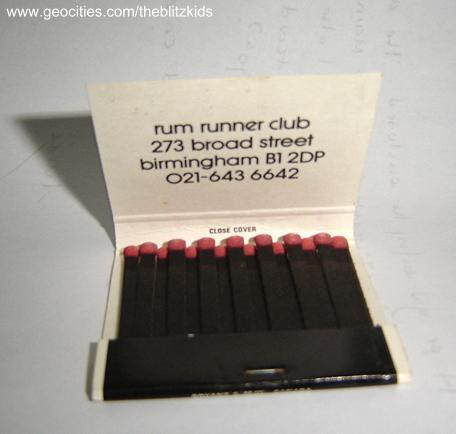 www.geocities.com/theblitzkids
rum runner club
273 broad street
birmingham B1 2DP
021-643 6642
CLOSE COVER